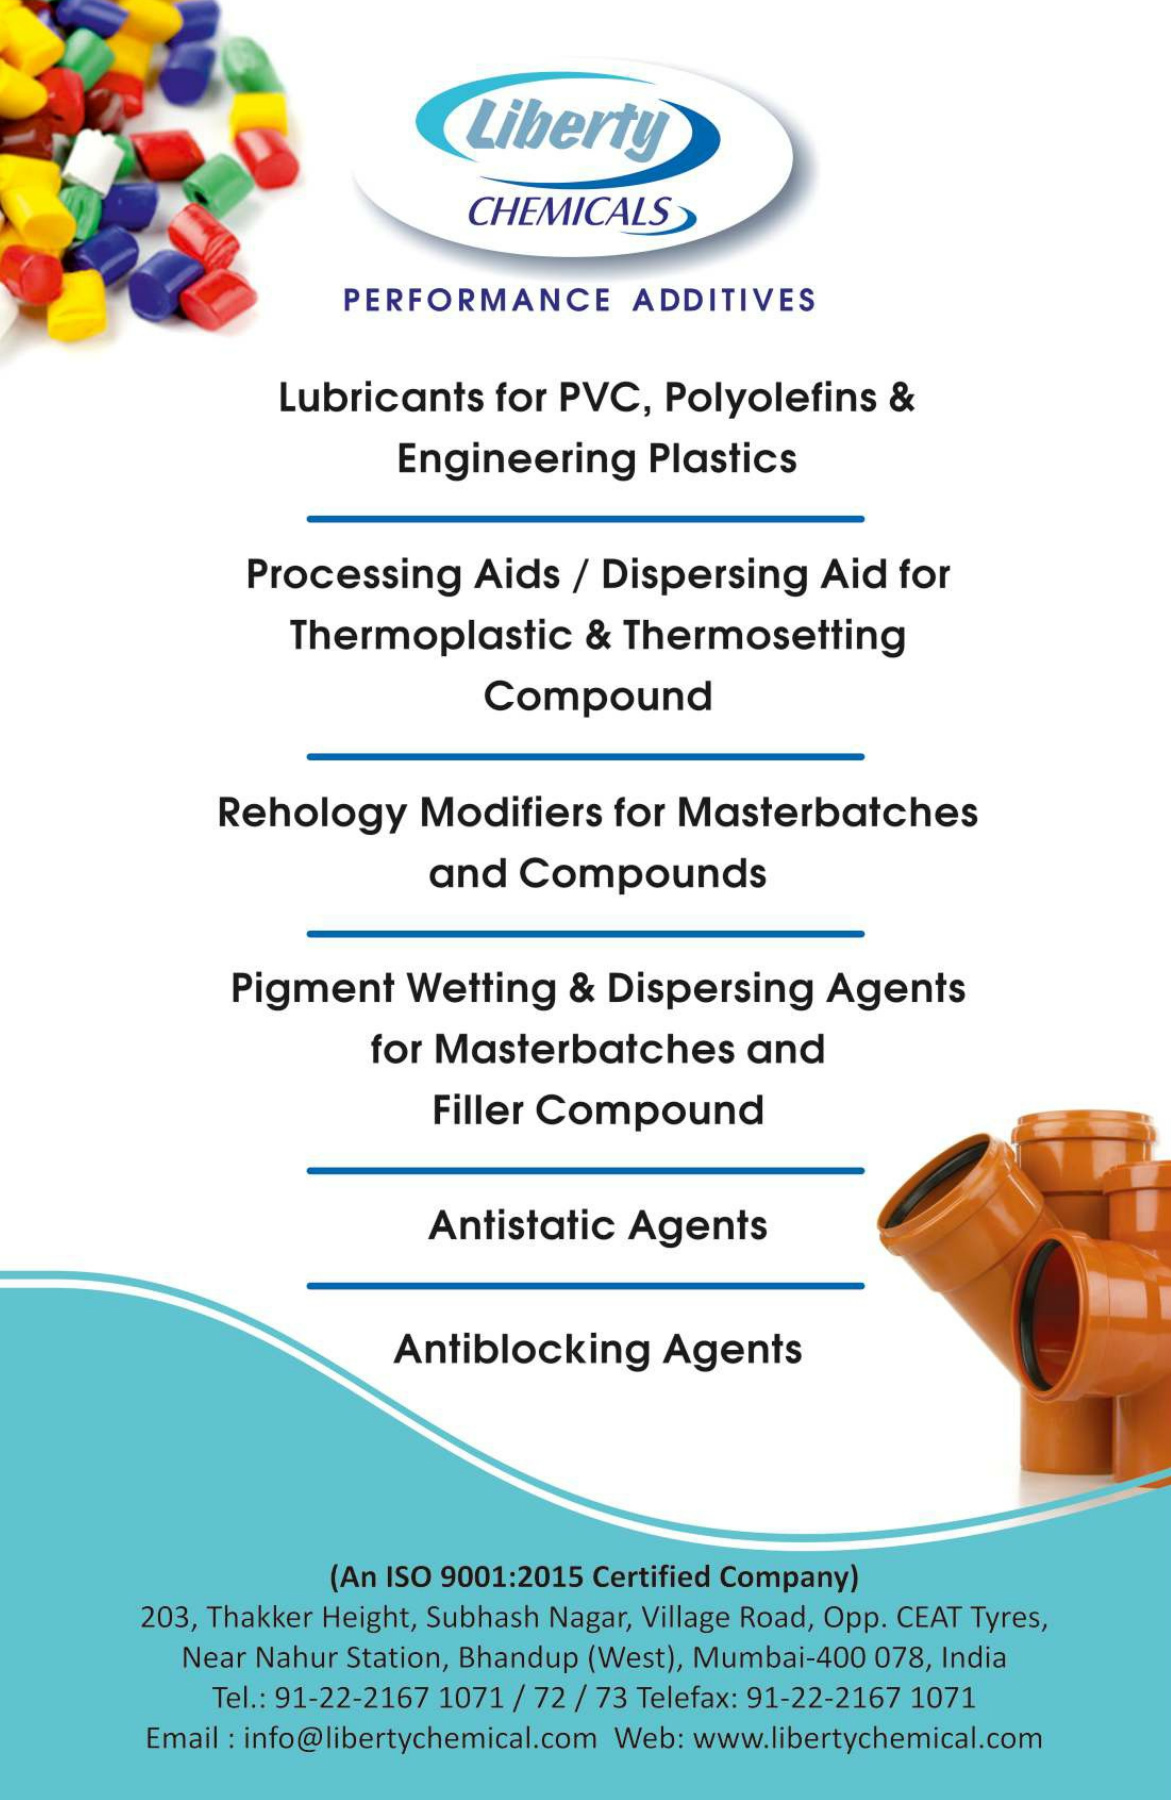 Liberty
CHEMICALS
PERFORMANCE ADDITIVES
Lubricants for PVC, Polyolefins &
Engineering Plastics
Processing Aids / Dispersing Aid for
Thermoplastic & Thermosetting
Compound
Rehology Modifiers for Masterbatches
and Compounds
Pigment Wetting & Dispersing Agents
for Masterbatches and
Filler Compound
Antistatic Agents
Antiblocking Agents
(An ISO 9001:2015 Certified Company)
203, Thakker Height, Subhash Nagar, Village Road, Opp. CEAT Tyres,
Near Nahur Station, Bhandup (West), Mumbai-400 078, India
Tel.: 91-22-2167 1071 / 72 / 73 Telefax: 91-22-2167 1071
Email : info@libertychemical.com Web: www.libertychemical.com